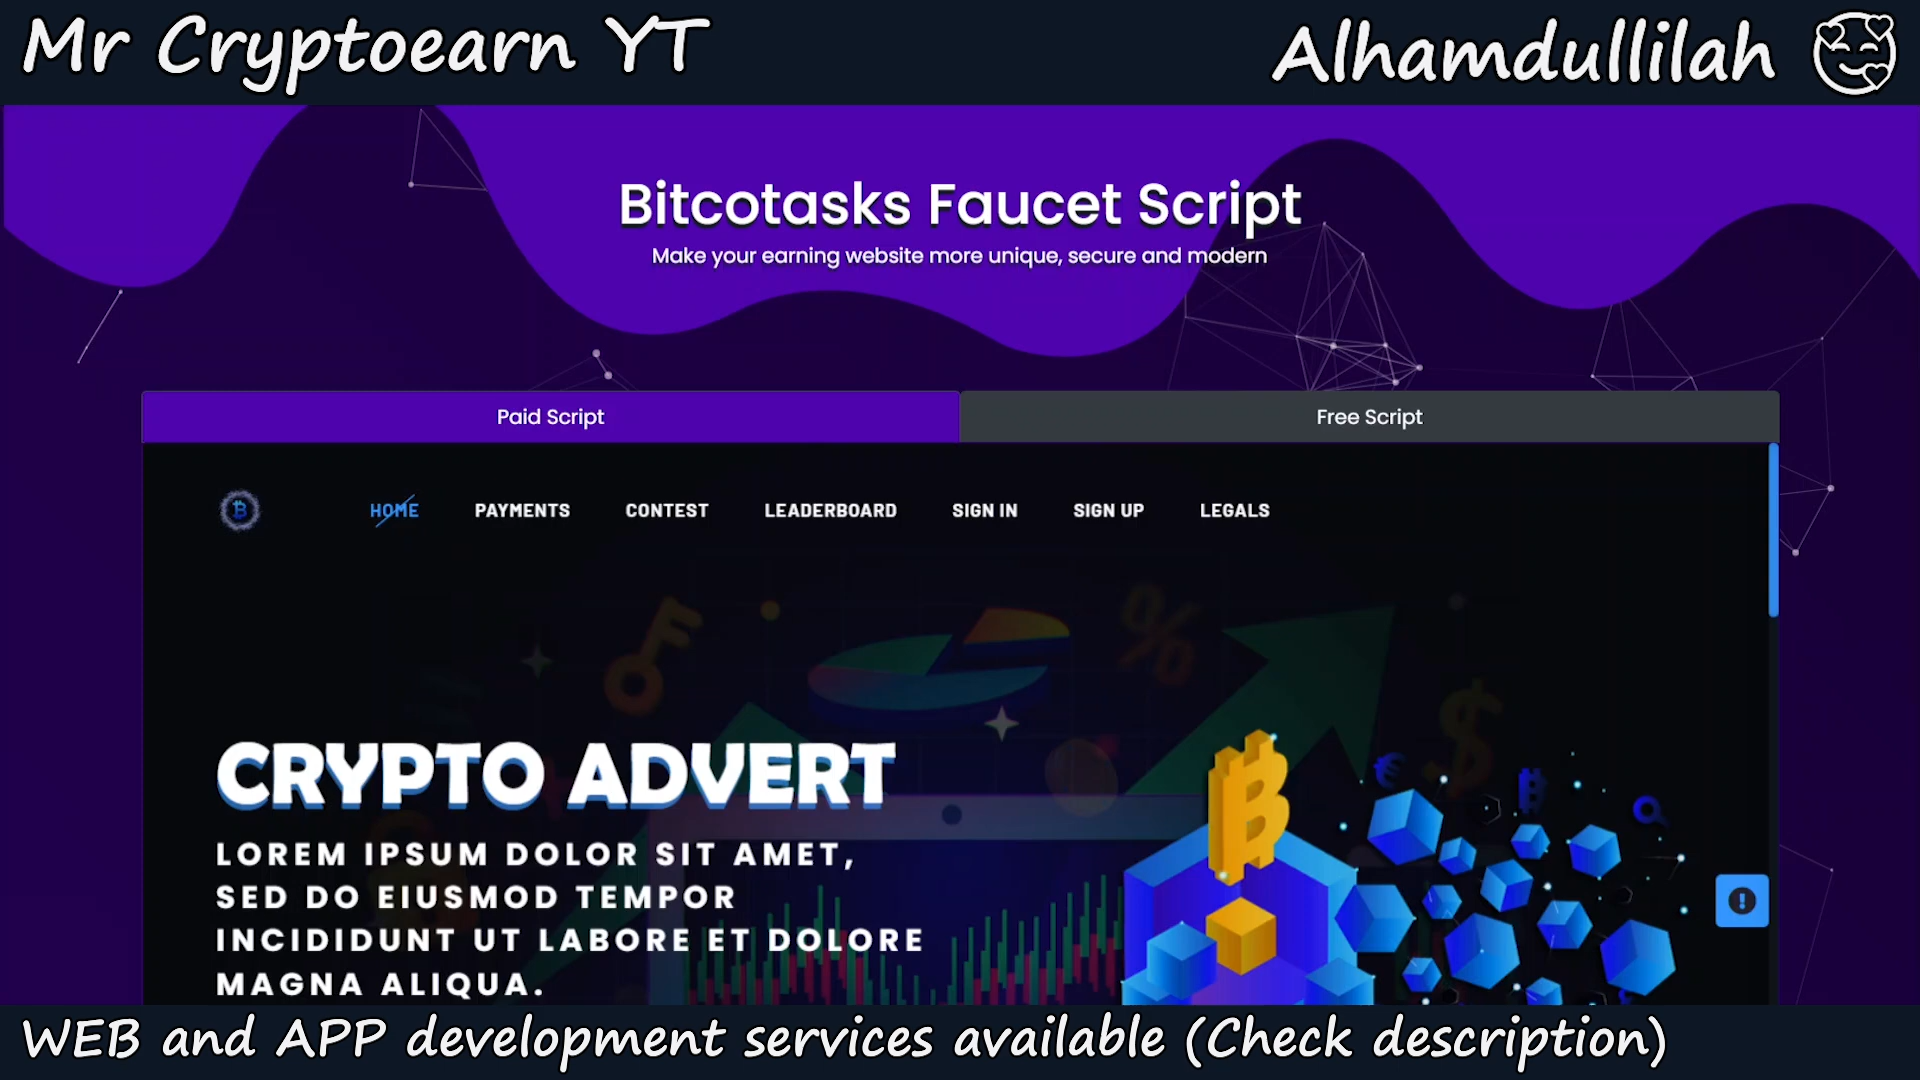 Mr Cryptoearn YT
Alhamdullilah
Bitcotasks Faucet Script
Make your earning website more unique, secure and modern
Paid Script
Free Script
HOME
PAYMENTS
CONTEST
LEADERBOARD
SIGN IN
SIGN UP
LEGALS
CRYPTO ADVERT
LOREM IPSUM DOLOR SIT AMET,
SED DO EIUSMOD TEMPOR
INCIDIDUNT UT LABORE ET DOLORE
MAGNA ALIQUA.
WEB and APP development services available (Check description)